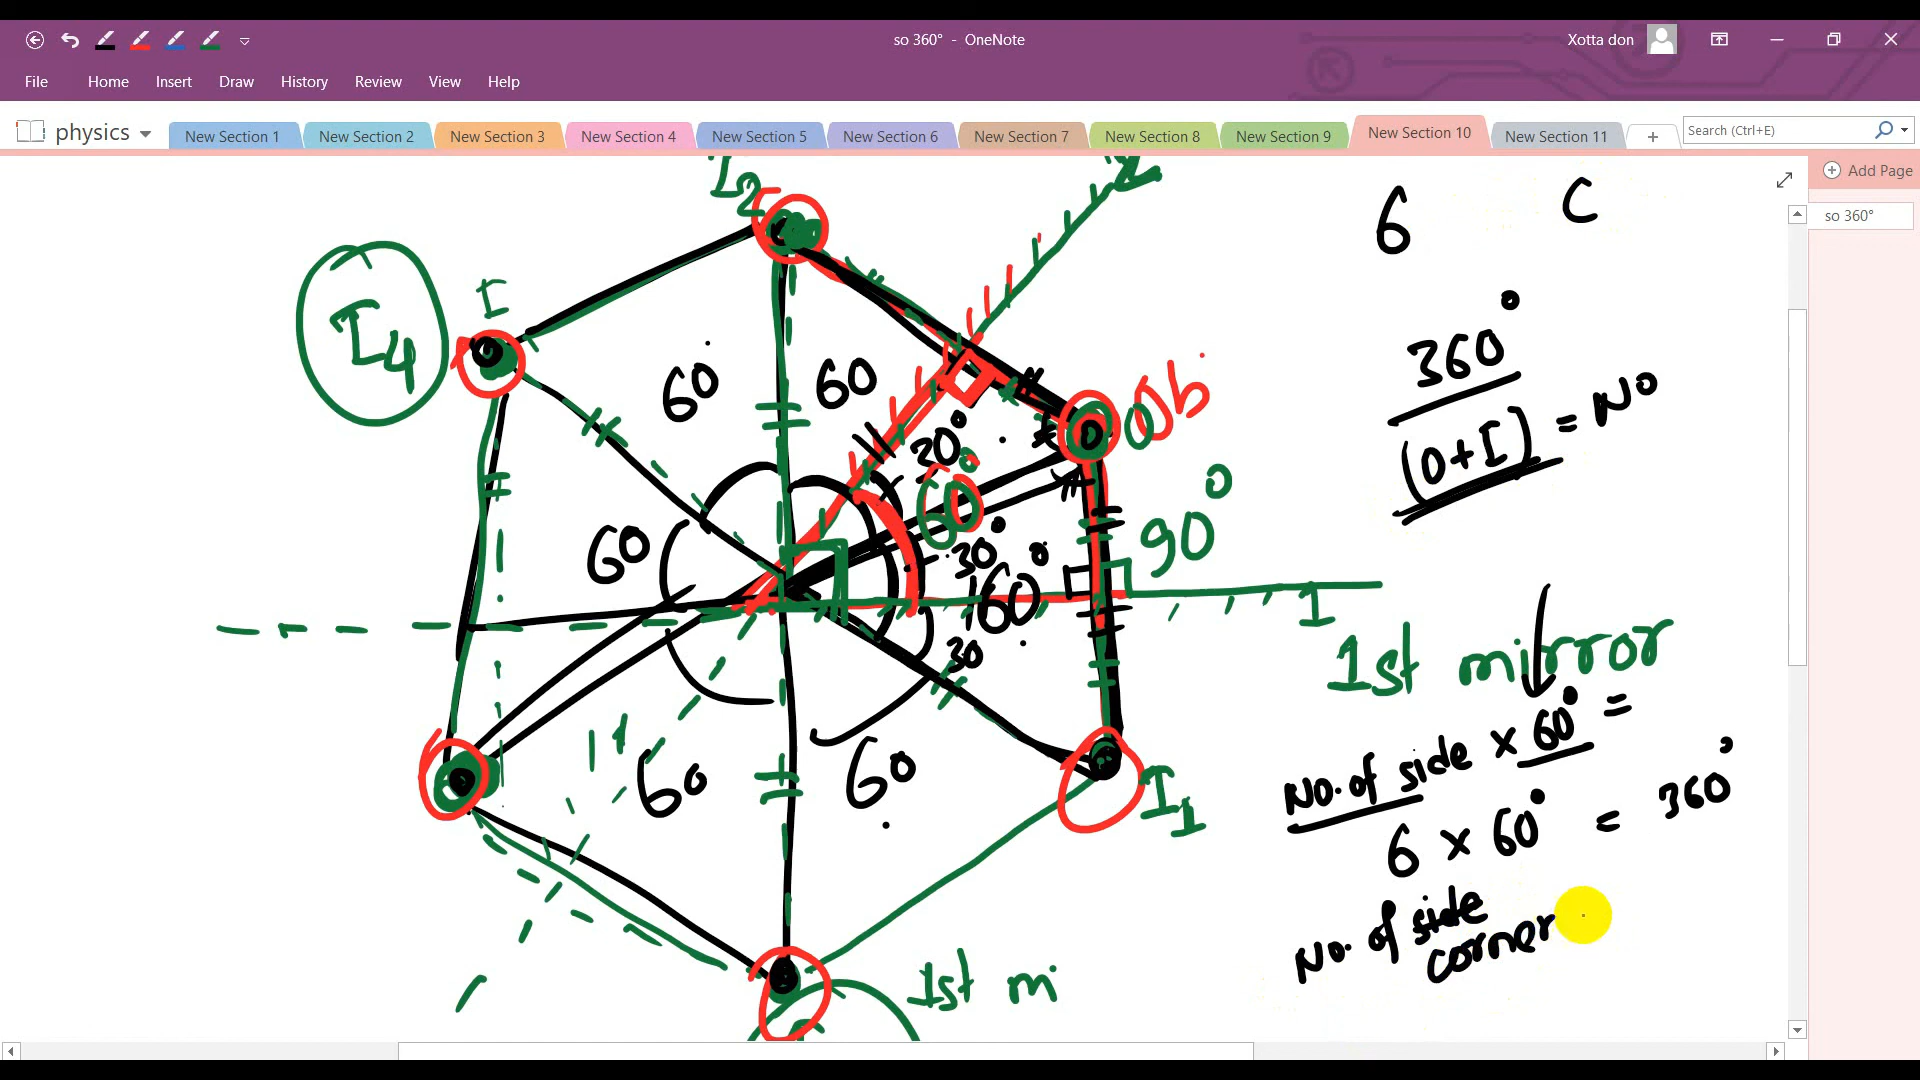 so 360° - OneNote
Xotta don
File Home Insert Draw History Review View Help
physics
New Section 1 New Section 2 New Section 3 New Section 4 New Section 5 New Section 6 New Section 7 New Section 8 New Section 9 New Section 10 New Section 11
Search (Ctrl+E)
Add Page
so 360°
I2
6 C
I
I4
60° 60
Ob
360°
(O+I) = No
30°
60°
90°
60
30°
60°
30
I
1st mirror
No. of side × 60° =
60 60
I1
6 × 60° = 360°
No. of side
corner
1st mi